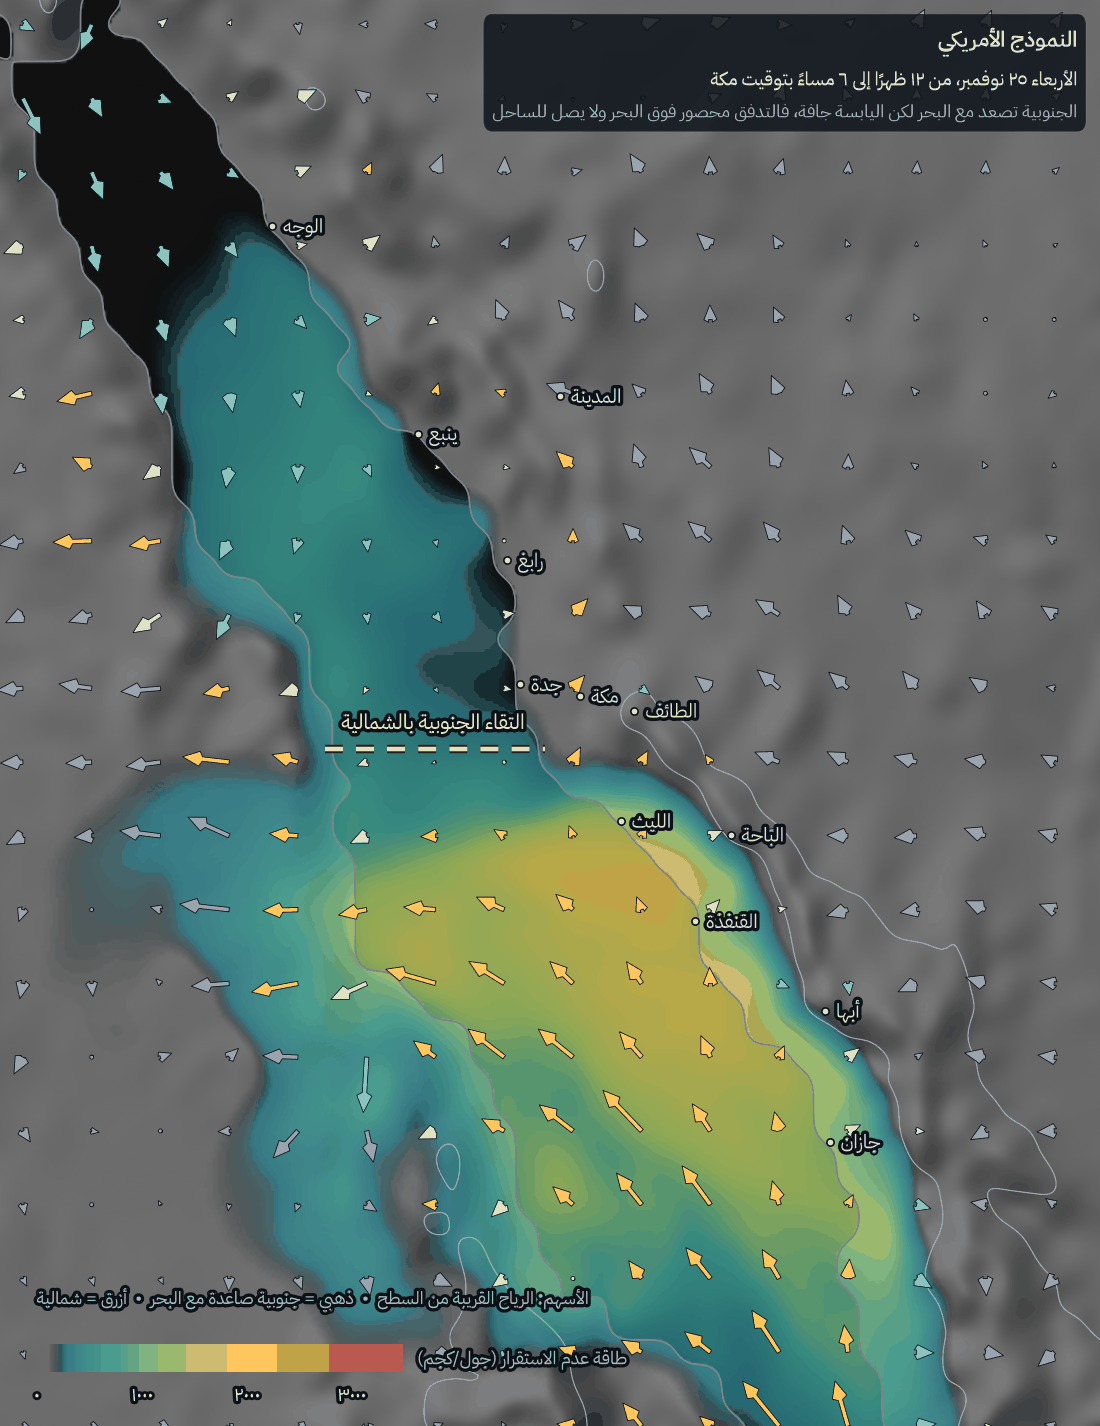 النموذج الأمريكي
الأربعاء ٢٥ نوفمبر، من ١٢ ظهرًا إلى ٦ مساءً بتوقيت مكة
الجنوبية تصعد مع البحر لكن اليابسة جافة، فالتدفق محصور فوق البحر ولا يصل للساحل
الوجه
المدينة
ينبع
رابغ
جدة
مكة
الطائف
التقاء الجنوبية بالشمالية
الليث
الباحة
القنفذة
أبها
جازان
الأسهم: الرياح القريبة من السطح • ذهبي = جنوبية صاعدة مع البحر • أزرق = شمالية
طاقة عدم الاستقرار (جول/كجم)
٠ ١٠٠٠ ٢٠٠٠ ٣٠٠٠